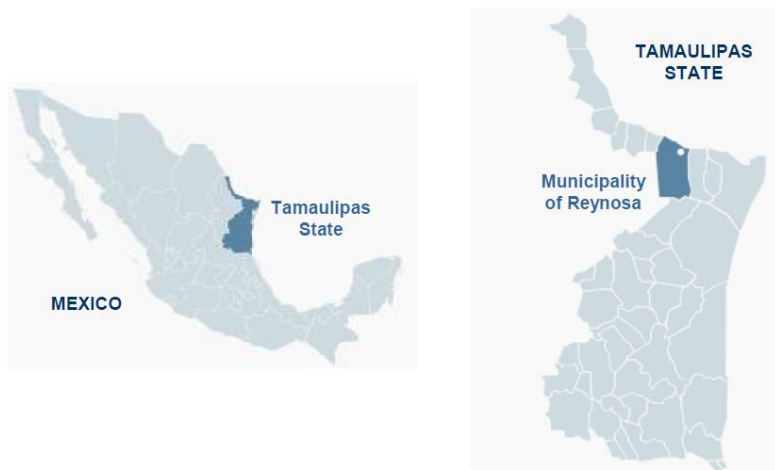 MEXICO
Tamaulipas
State
TAMAULIPAS
STATE
Municipality
of Reynosa